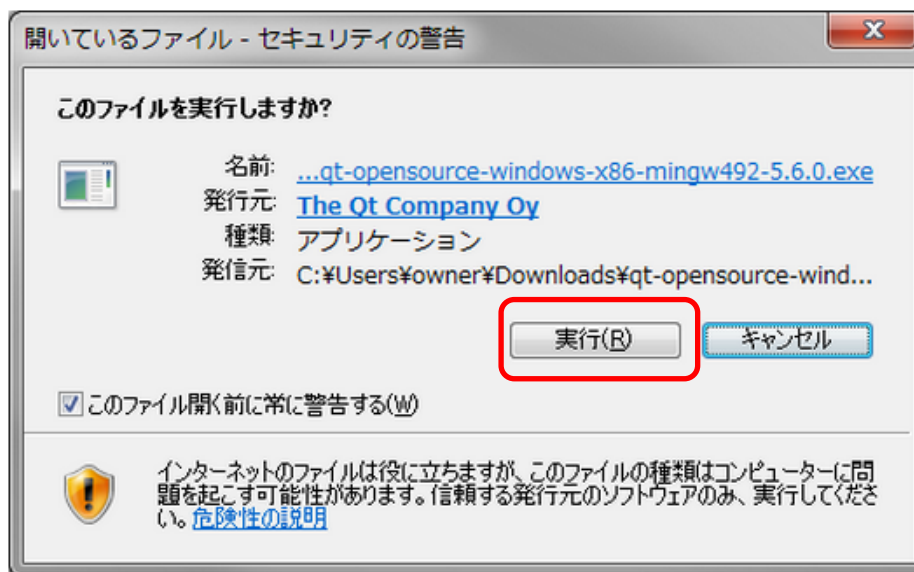 開いているファイル - セキュリティの警告
このファイルを実行しますか?
名前: ...qt-opensource-windows-x86-mingw492-5.6.0.exe
発行元: The Qt Company Oy
種類: アプリケーション
発信元: C:¥Users¥owner¥Downloads¥qt-opensource-wind...
実行(R) キャンセル
このファイル開く前に常に警告する(W)
インターネットのファイルは役に立ちますが、このファイルの種類はコンピューターに問
題を起こす可能性があります。信頼する発行元のソフトウェアのみ、実行してくださ
い。危険性の説明